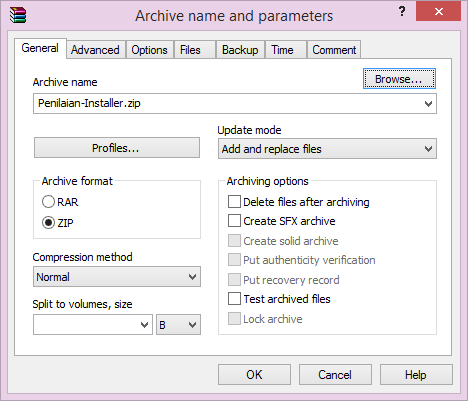 Archive name and parameters
?
General
Advanced
Options
Files
Backup
Time
Comment
Archive name
Browse...
Penilaian-Installer.zip
Profiles...
Update mode
Add and replace files
Archive format
RAR
ZIP
Compression method
Normal
Split to volumes, size
B
Archiving options
Delete files after archiving
Create SFX archive
Create solid archive
Put authenticity verification
Put recovery record
Test archived files
Lock archive
OK
Cancel
Help